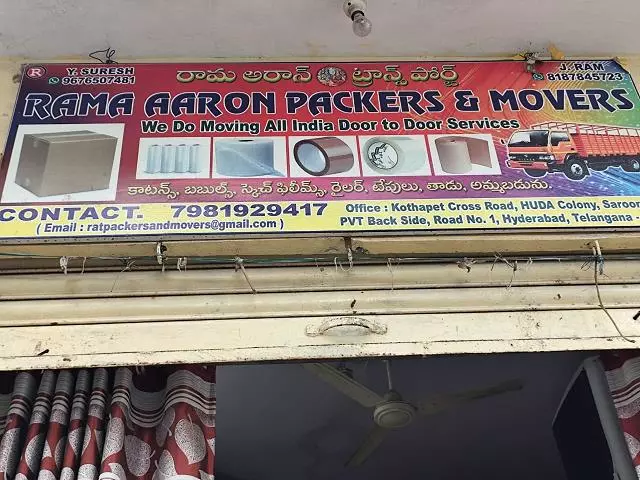 ® Y. SURESH
9676507481
రామ అరాన్ ట్రాన్స్ పోర్ట్
J. RAM
8187845723
RAMA AARON PACKERS & MOVERS
We Do Moving All India Door to Door Services
కాటన్స్, బబుల్స్, స్కెచ్ ఫిలీమ్స్, రైలర్, టేపులు, తాడు, అమ్మబడును.
CONTACT. 7981929417
( Email : ratpackersandmovers@gmail.com )
Office : Kothapet Cross Road, HUDA Colony, Saroor
PVT Back Side, Road No. 1, Hyderabad, Telangana